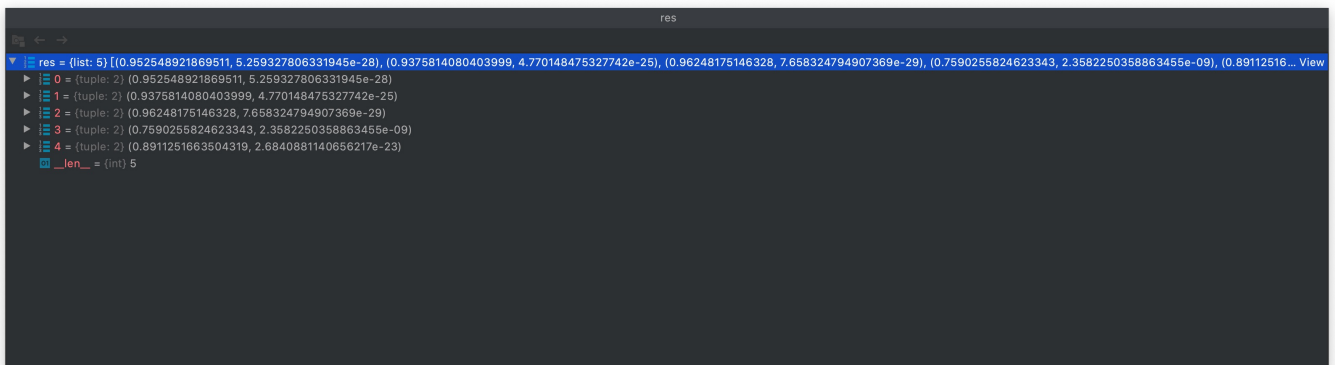 res
res = {list: 5} [(0.952548921869511, 5.259327806331945e-28), (0.9375814080403999, 4.770148475327742e-25), (0.96248175146328, 7.658324794907369e-29), (0.7590255824623343, 2.3582250358863455e-09), (0.89112516... View
0 = {tuple: 2} (0.952548921869511, 5.259327806331945e-28)
1 = {tuple: 2} (0.9375814080403999, 4.770148475327742e-25)
2 = {tuple: 2} (0.96248175146328, 7.658324794907369e-29)
3 = {tuple: 2} (0.7590255824623343, 2.3582250358863455e-09)
4 = {tuple: 2} (0.8911251663504319, 2.6840881140656217e-23)
01 __len__ = {int} 5